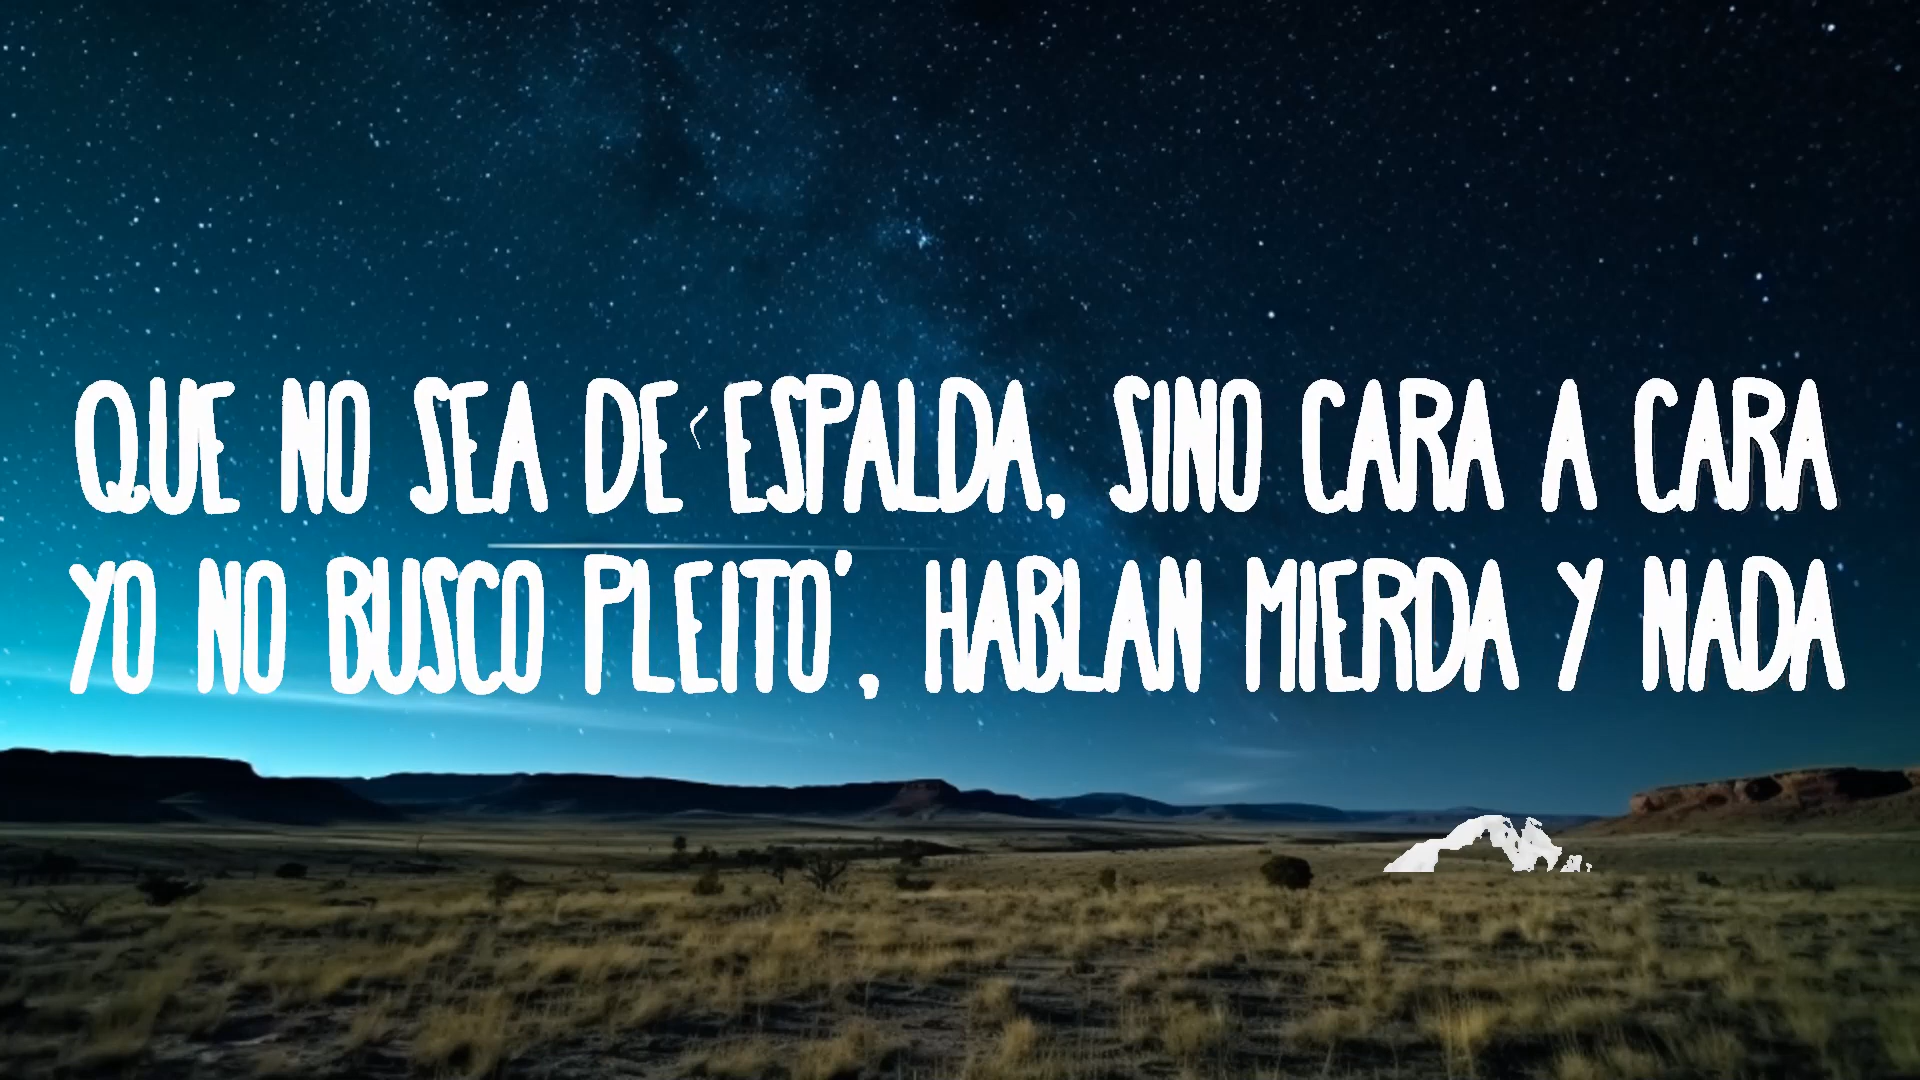 QUE NO SEA DE ESPALDA, SINO CARA A CARA
YO NO BUSCO PLEITO', HABLAN MIERDA Y NADA